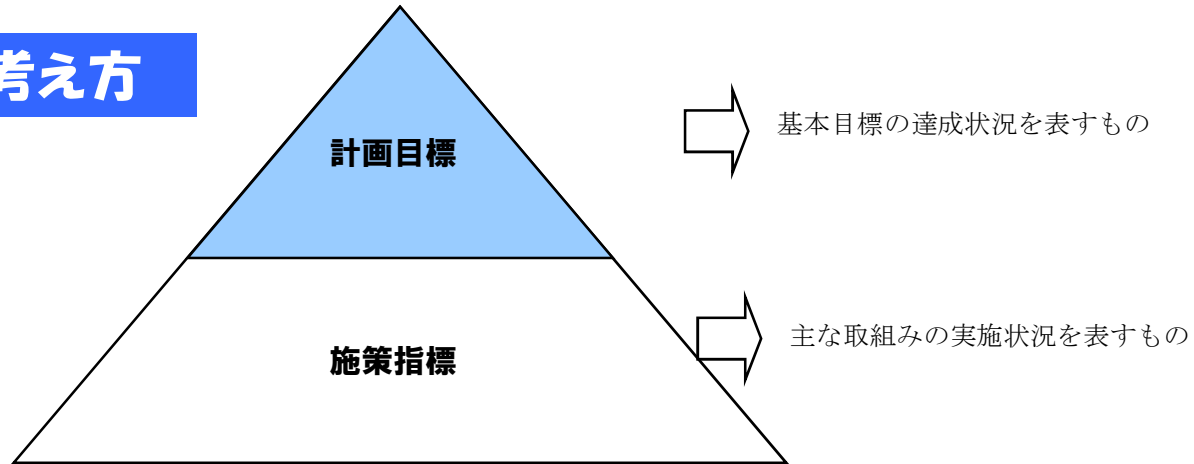 考え方
計画目標
基本目標の達成状況を表すもの
施策指標
主な取組みの実施状況を表すもの